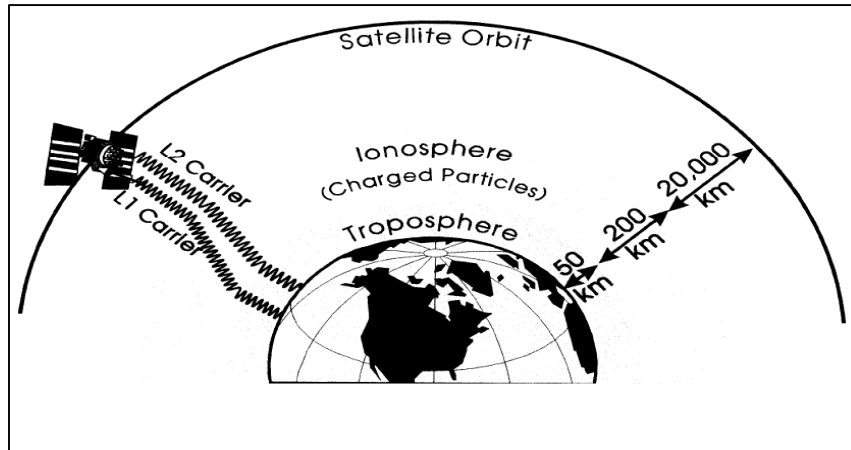 Satellite Orbit
L2 Carrier
L1 Carrier
Ionosphere
(Charged Particles)
Troposphere
20,000
km
200
km
50
km